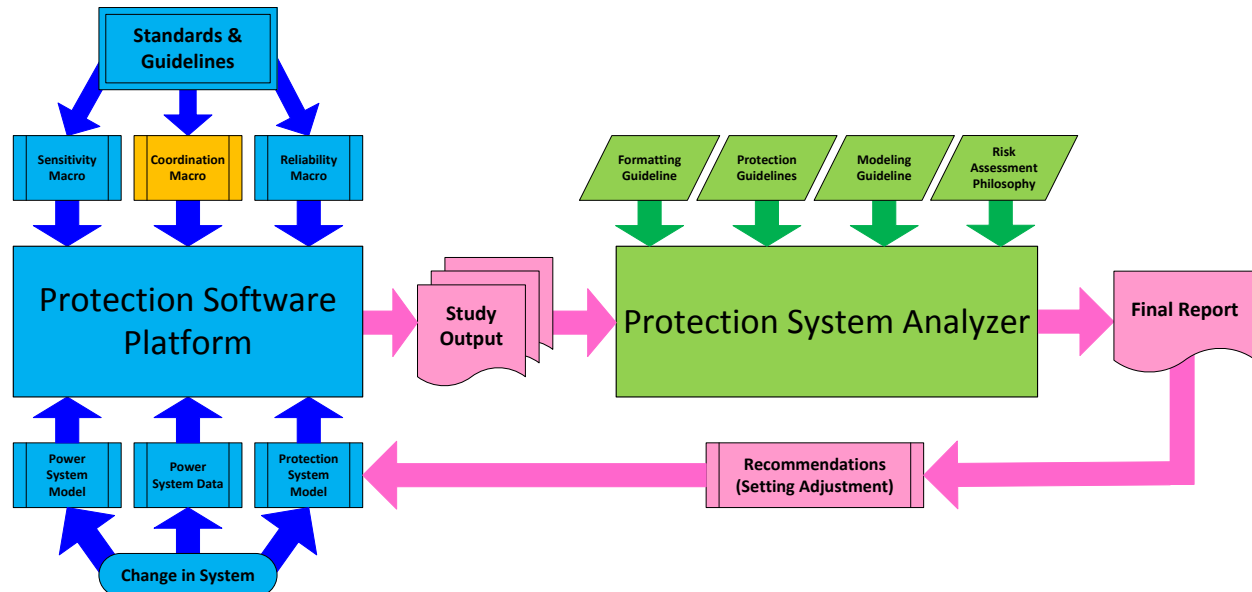 Standards &
Guidelines
Sensitivity
Macro
Coordination
Macro
Reliability
Macro
Formatting
Guideline
Protection
Guidelines
Modeling
Guideline
Risk
Assessment
Philosophy
Protection Software
Platform
Study
Output
Protection System Analyzer
Final Report
Power
System
Model
Power
System Data
Protection
System
Model
Recommendations
(Setting Adjustment)
Change in System